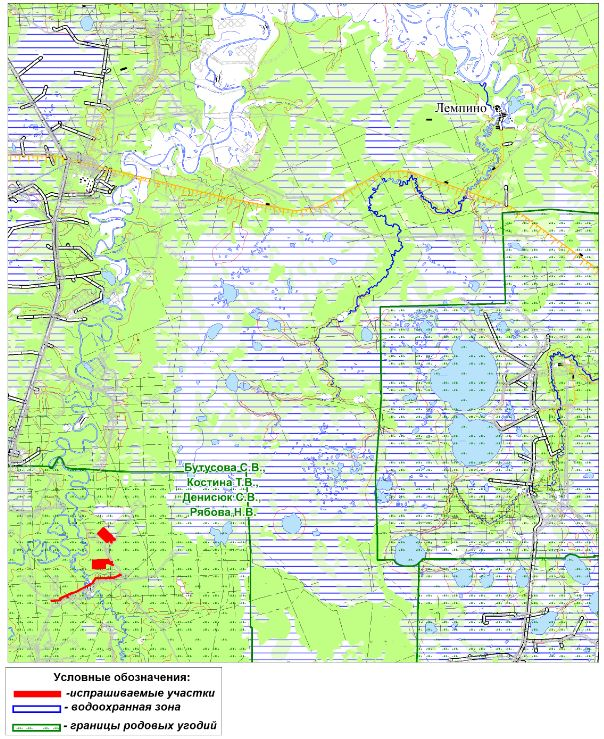 Лемпино
Бутусова С.В.,
Костина Т.В.,
Денисюк С.В.,
Рябова Н.В.
Условные обозначения:
-испрашиваемые участки
- водоохранная зона
- границы родовых угодий